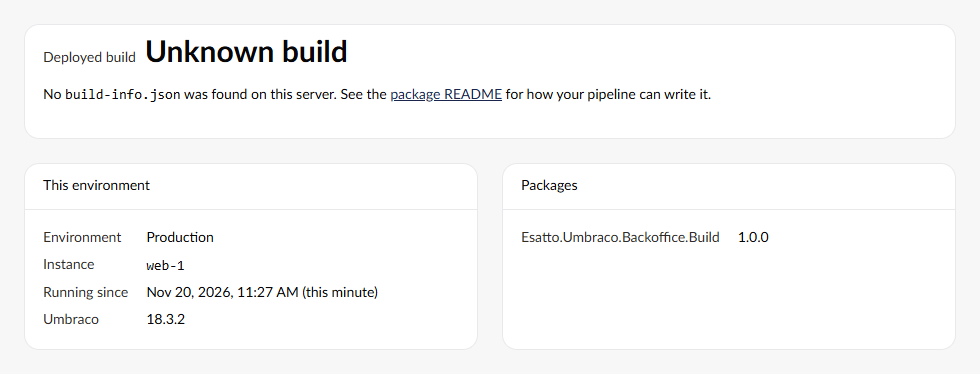 Deployed build Unknown build
No build-info.json was found on this server. See the package README for how your pipeline can write it.
This environment
Environment Production
Instance web-1
Running since Nov 20, 2026, 11:27 AM (this minute)
Umbraco 18.3.2
Packages
Esatto.Umbraco.Backoffice.Build 1.0.0